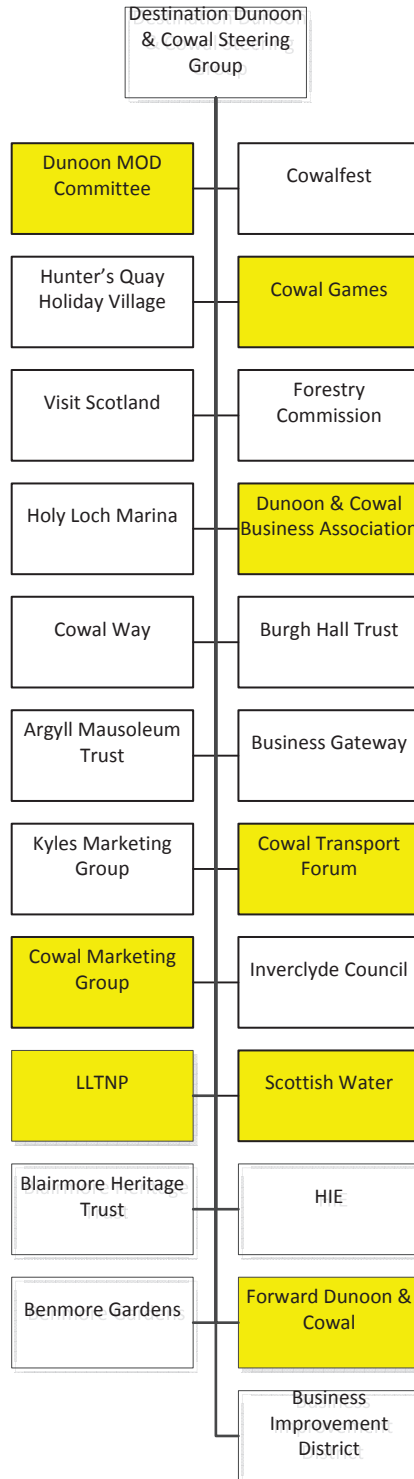 Destination Dunoon
& Cowal Steering
Group
Dunoon MOD
Committee
Cowalfest
Hunter’s Quay
Holiday Village
Cowal Games
Visit Scotland
Forestry
Commission
Holy Loch Marina
Dunoon & Cowal
Business Association
Cowal Way
Burgh Hall Trust
Argyll Mausoleum
Trust
Business Gateway
Kyles Marketing
Group
Cowal Transport
Forum
Cowal Marketing
Group
Inverclyde Council
LLTNP
Scottish Water
Blairmore Heritage
Trust
HIE
Benmore Gardens
Forward Dunoon &
Cowal
Business
Improvement
District